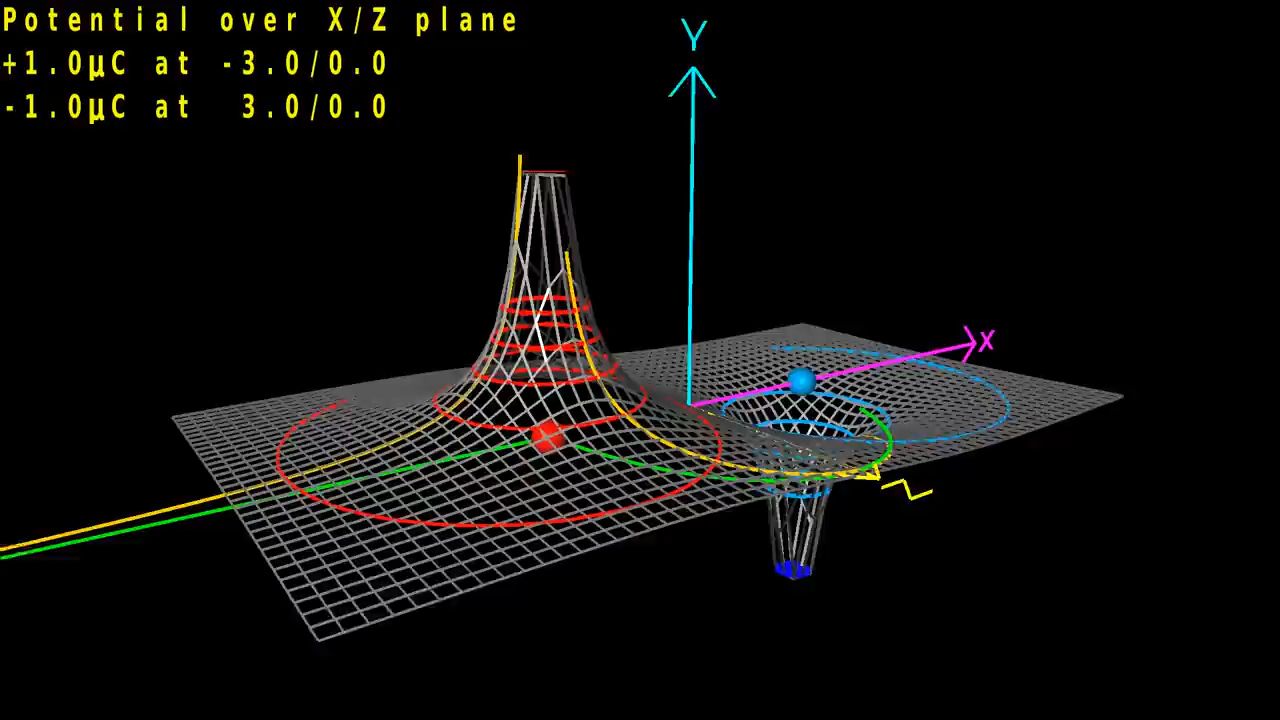 Potential over X/Z plane
+1.0µC at -3.0/0.0
-1.0µC at  3.0/0.0
Y
X
Z